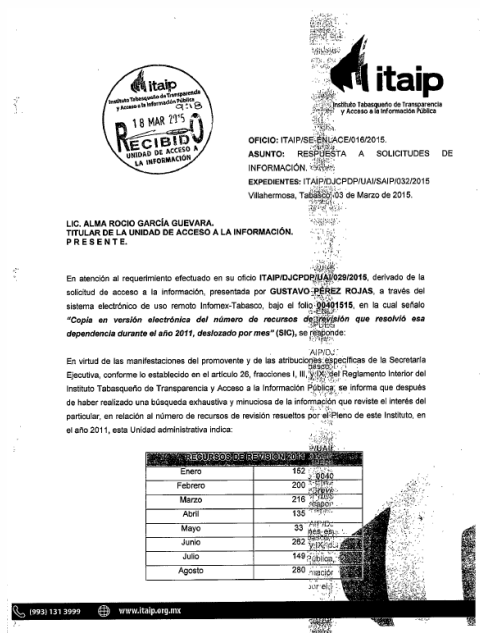 itaip
Instituto Tabasqueño de Transparencia
y Acceso a la Información Pública
itaip
Instituto Tabasqueño de Transparencia
y Acceso a la Información Pública
18 MAR 2015
RECIBIDO
UNIDAD DE ACCESO A
LA INFORMACIÓN
OFICIO: ITAIP/SE-ENLACE/016/2015.
ASUNTO: RESPUESTA A SOLICITUDES DE
INFORMACIÓN.
EXPEDIENTES: ITAIP/DJCPDP/UAI/SAIP/032/2015
Villahermosa, Tabasco, 03 de Marzo de 2015.
LIC. ALMA ROCIO GARCÍA GUEVARA.
TITULAR DE LA UNIDAD DE ACCESO A LA INFORMACIÓN.
P R E S E N T E.
En atención al requerimiento efectuado en su oficio ITAIP/DJCPDP/UAI/029/2015, derivado de la
solicitud de acceso a la información, presentada por GUSTAVO PÉREZ ROJAS, a través del
sistema electrónico de uso remoto Infomex-Tabasco, bajo el folio 00401515, en la cual señalo
"Copia en versión electrónica del número de recursos de revisión que resolvió esa
dependencia durante el año 2011, deslozado por mes" (SIC), se responde:
En virtud de las manifestaciones del promovente y de las atribuciones específicas de la Secretaría
Ejecutiva, conforme lo establecido en el artículo 26, fracciones I, III, y IX, del Reglamento Interior del
Instituto Tabasqueño de Transparencia y Acceso a la Información Pública, se informa que después
de haber realizado una búsqueda exhaustiva y minuciosa de la información que reviste el interés del
particular, en relación al número de recursos de revisión resueltos por el Pleno de este Instituto, en
el año 2011, esta Unidad administrativa indica:
RECURSOS DE REVISIÓN 2011
Enero 152
Febrero 200
Marzo 216
Abril 135
Mayo 33
Junio 262
Julio 149
Agosto 280
(993) 131 3999 www.itaip.org.mx